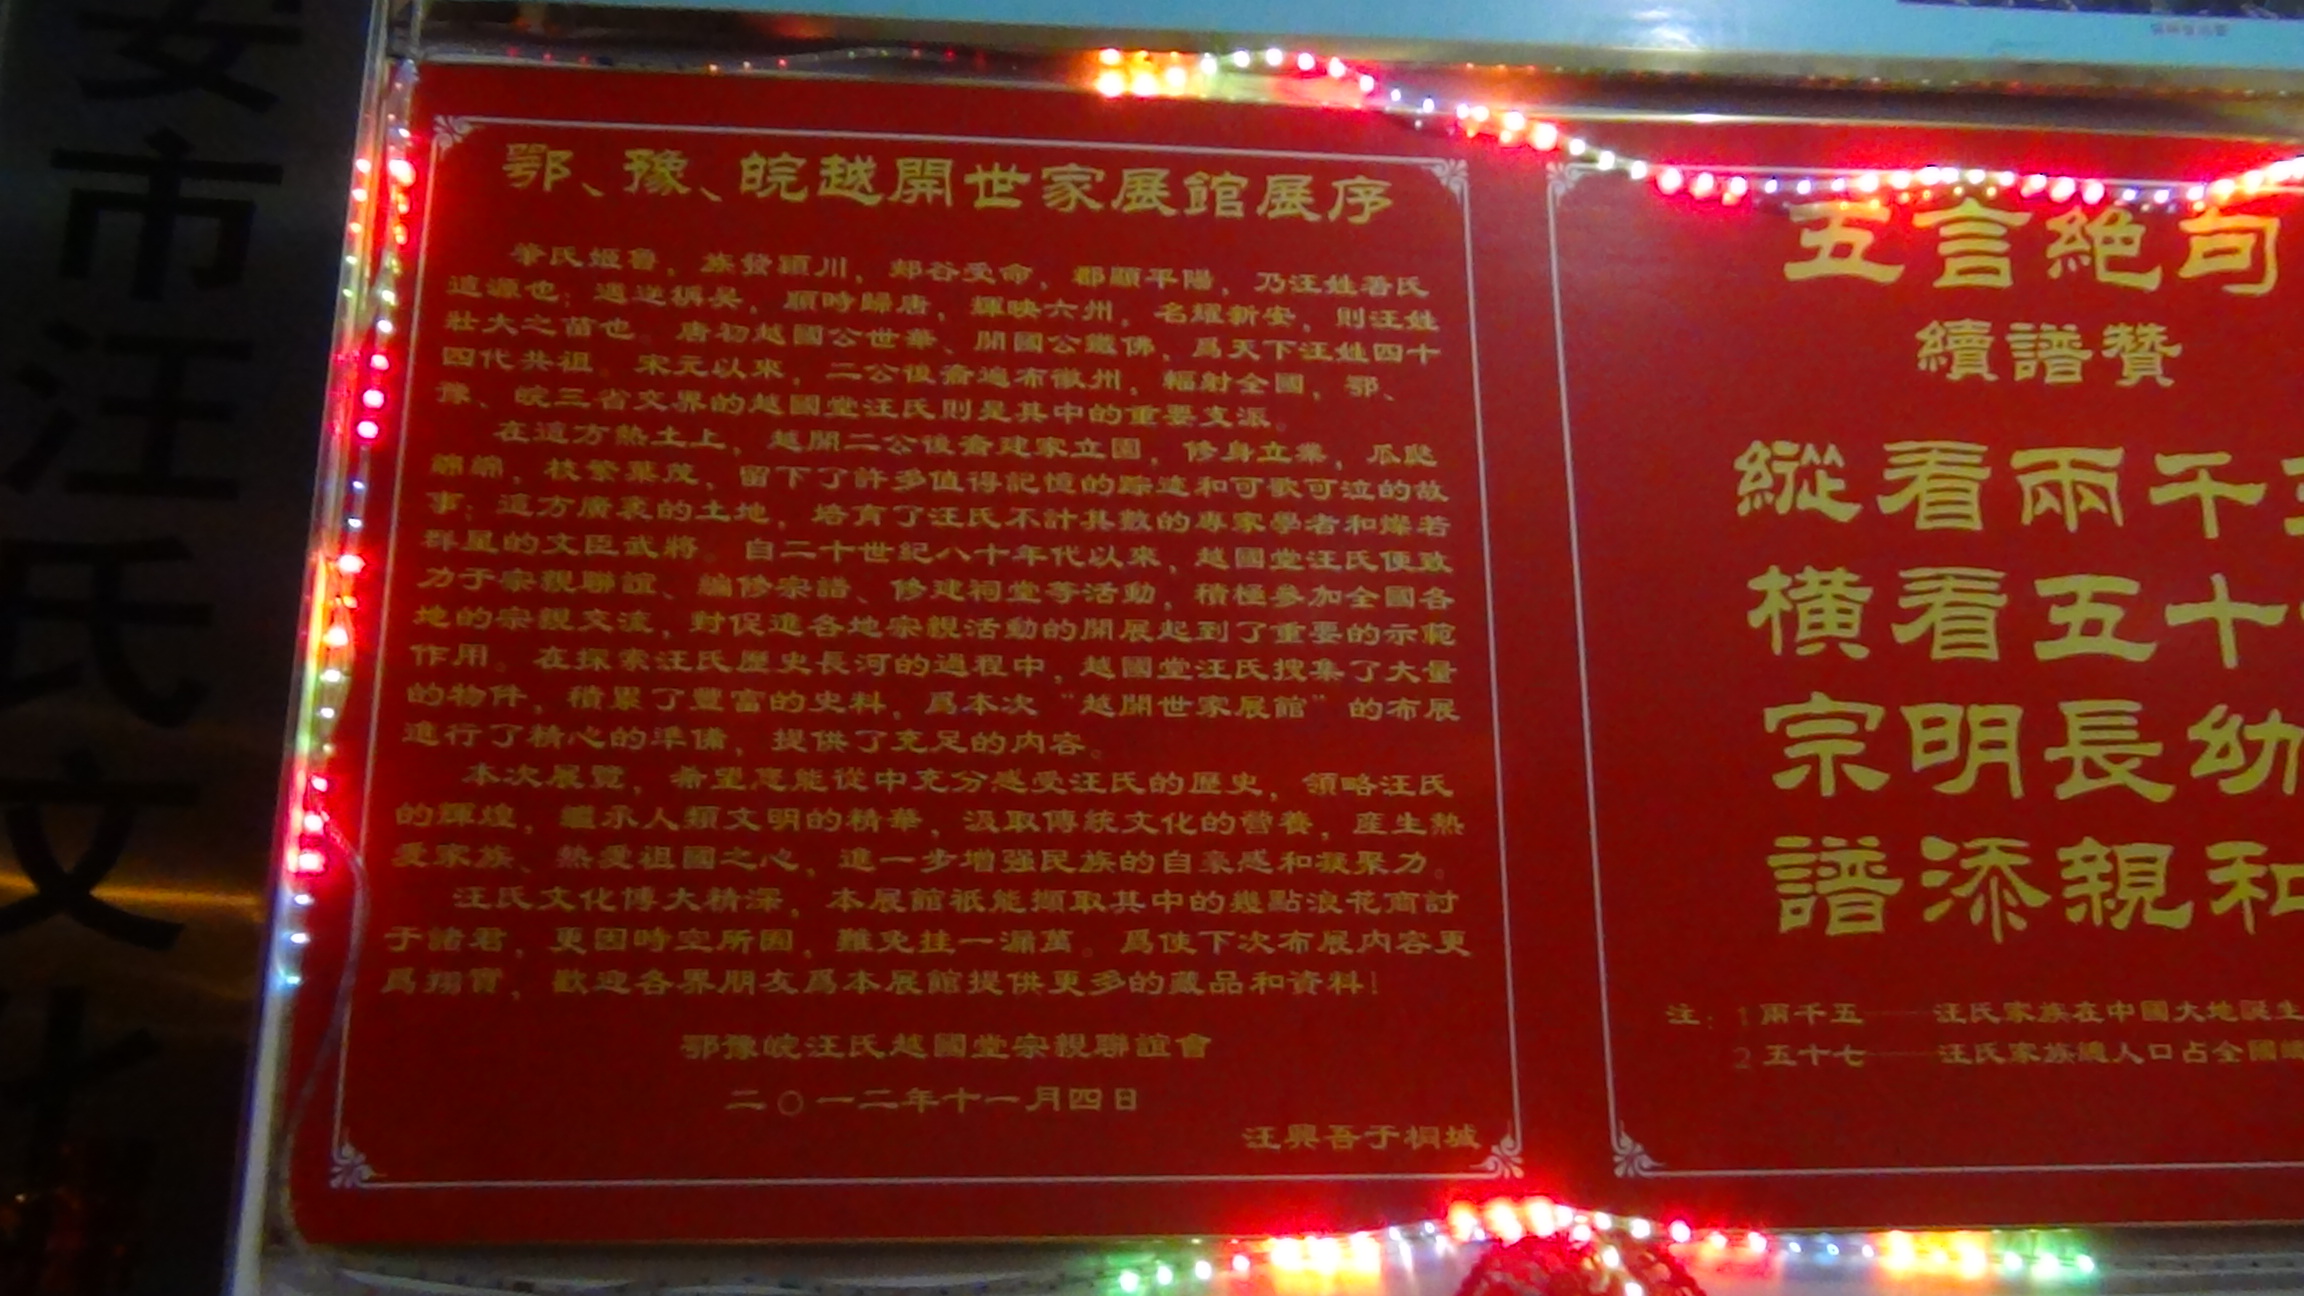 安市汪氏文化
鄂、豫、皖越開世家展館展序
肇氏姬魯，族發潁川，郏谷受命，郡顯平陽，乃汪姓著氏
這源也；遇逆稱吴，順時歸唐，輝映六州，名耀新安，則汪姓
壯大之苗也。唐初越國公世華、開國公鐵佛，爲天下汪姓四十
四代共祖。宋元以來，二公後裔遍布徽州，輻射全國，鄂、
豫、皖三省交界的越國堂汪氏則是其中的重要支派。
在這方熱土上，越開二公後裔建家立園，修身立業，瓜瓞
綿綿，枝繁葉茂，留下了許多值得記憶的踪迹和可歌可泣的故
事；這方廣袤的土地，培育了汪氏不計其數的專家學者和燦若
群星的文臣武將。自二十世紀八十年代以來，越國堂汪氏便致
力于宗親聯誼、編修宗譜、修建祠堂等活動，積極參加全國各
地的宗親交流，對促進各地宗親活動的開展起到了重要的示範
作用。在探索汪氏歷史長河的過程中，越國堂汪氏搜集了大量
的物件，積累了豐富的史料，爲本次“越開世家展館”的布展
進行了精心的準備，提供了充足的内容。
本次展覽，希望您能從中充分感受汪氏的歷史，領略汪氏
的輝煌，繼承人類文明的精華，汲取傳統文化的營養，産生熱
愛家族、熱愛祖國之心，進一步增强民族的自豪感和凝聚力。
汪氏文化博大精深，本展館祇能擷取其中的幾點浪花商討
于諸君，更因時空所囿，難免挂一漏萬。爲使下次布展内容更
爲翔實，歡迎各界朋友爲本展館提供更多的藏品和資料！
鄂豫皖汪氏越國堂宗親聯誼會
二〇一二年十一月四日
汪興吾于桐城
五言絶句
續譜贊
縱看兩千
橫看五十
宗明長幼
譜添親和
注：1 兩千五——汪氏家族在中國大地誕生
2 五十七——汪氏家族總人口占全國